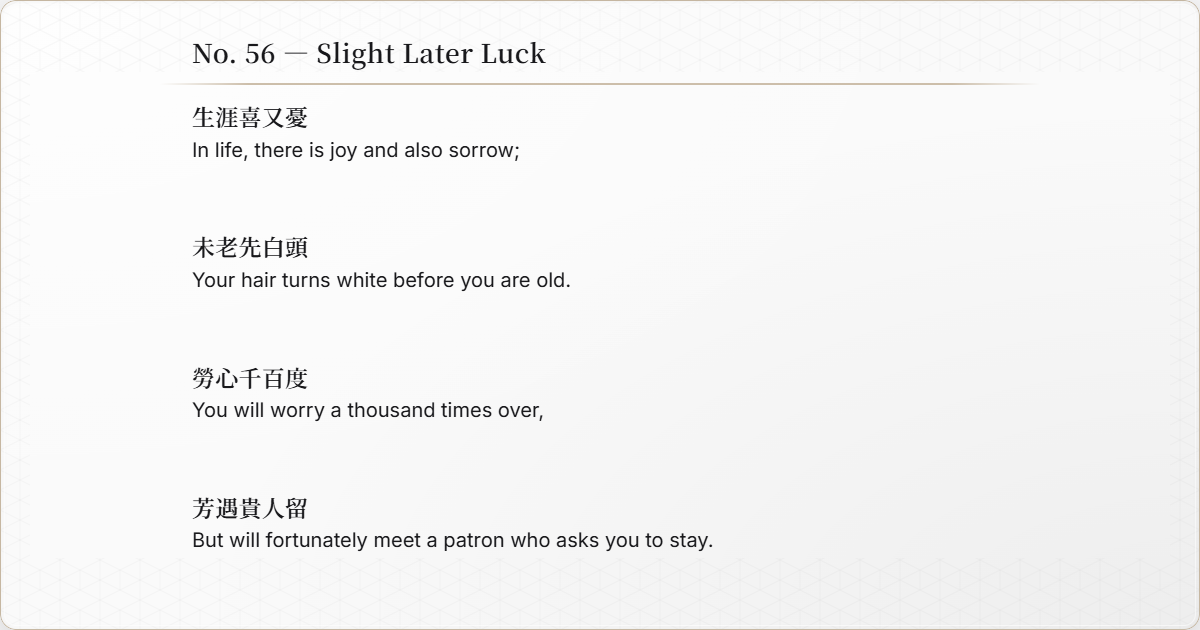 No. 56 — Slight Later Luck
生涯喜又憂
In life, there is joy and also sorrow;
未老先白頭
Your hair turns white before you are old.
勞心千百度
You will worry a thousand times over,
芳遇貴人留
But will fortunately meet a patron who asks you to stay.